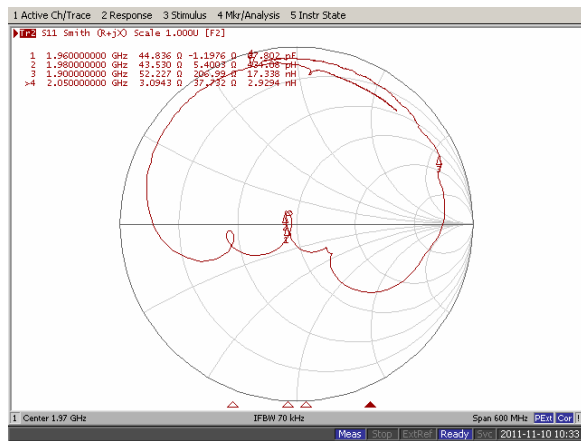 1 Active Ch/Trace 2 Response 3 Stimulus 4 Mkr/Analysis 5 Instr State
Tr2 S11 Smith (R+jX) Scale 1.000U [F2]
1 1.960000000 GHz 44.836 Ω -1.1976 Ω 67.802 pF
2 1.980000000 GHz 43.530 Ω 5.4003 Ω 434.08 pH
3 1.900000000 GHz 52.227 Ω 206.99 Ω 17.338 nH
>4 2.050000000 GHz 3.0943 Ω 37.732 Ω 2.9294 nH
1 Center 1.97 GHz IFBW 70 kHz Span 600 MHz PExt Cor !
Meas Stop ExtRef Ready Svc 2011-11-10 10:33